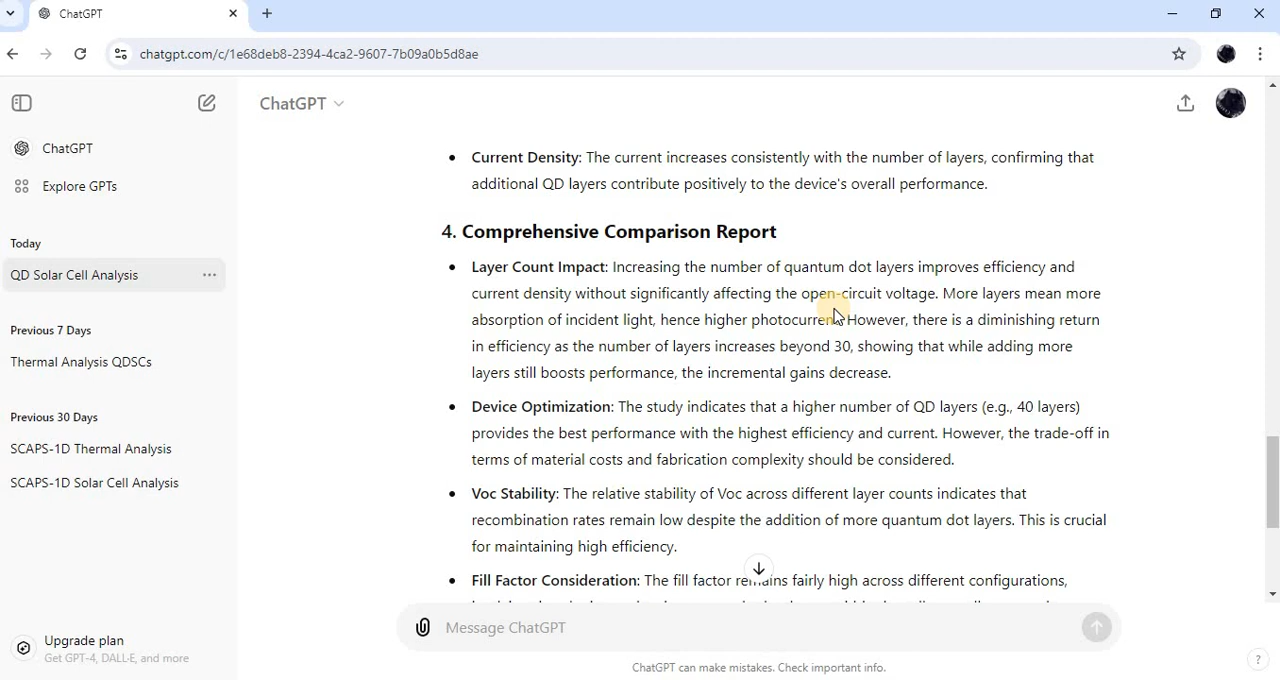 ChatGPT
chatgpt.com/c/1e68deb8-2394-4ca2-9607-7b09a0b5d8ae
ChatGPT
ChatGPT
Explore GPTs
Today
QD Solar Cell Analysis
Previous 7 Days
Thermal Analysis QDSCs
Previous 30 Days
SCAPS-1D Thermal Analysis
SCAPS-1D Solar Cell Analysis
Upgrade plan
Get GPT-4, DALL·E, and more
• Current Density: The current increases consistently with the number of layers, confirming that
additional QD layers contribute positively to the device's overall performance.
4. Comprehensive Comparison Report
• Layer Count Impact: Increasing the number of quantum dot layers improves efficiency and
current density without significantly affecting the open-circuit voltage. More layers mean more
absorption of incident light, hence higher photocurrent. However, there is a diminishing return
in efficiency as the number of layers increases beyond 30, showing that while adding more
layers still boosts performance, the incremental gains decrease.
• Device Optimization: The study indicates that a higher number of QD layers (e.g., 40 layers)
provides the best performance with the highest efficiency and current. However, the trade-off in
terms of material costs and fabrication complexity should be considered.
• Voc Stability: The relative stability of Voc across different layer counts indicates that
recombination rates remain low despite the addition of more quantum dot layers. This is crucial
for maintaining high efficiency.
• Fill Factor Consideration: The fill factor remains fairly high across different configurations,
Message ChatGPT
ChatGPT can make mistakes. Check important info.
?